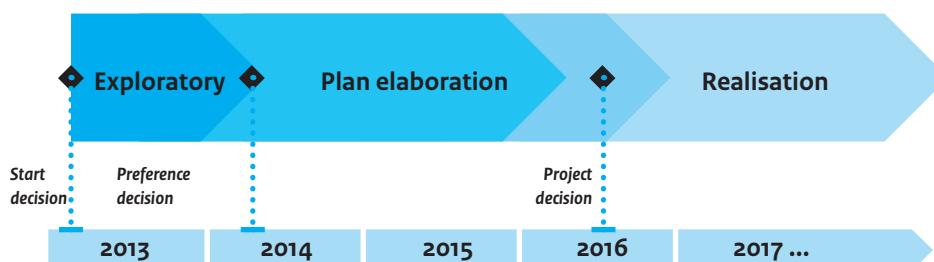 Exploratory
Plan elaboration
Realisation
Start
decision
Preference
decision
Project
decision
2013
2014
2015
2016
2017 ...